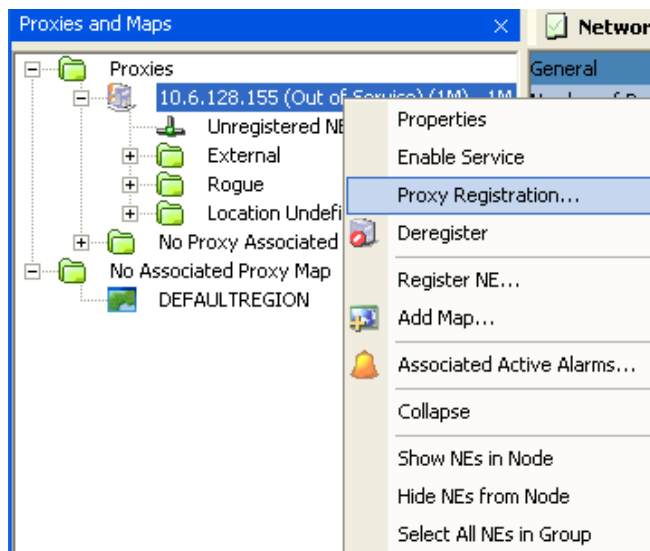 Proxies and Maps
Networ
Proxies
General
10.6.128.155 (Out of Service) (1M) 1M
Unregistered NE
External
Rogue
Location Undefi
No Proxy Associated
No Associated Proxy Map
DEFAULTREGION
Properties
Enable Service
Proxy Registration...
Deregister
Register NE...
Add Map...
Associated Active Alarms...
Collapse
Show NEs in Node
Hide NEs from Node
Select All NEs in Group